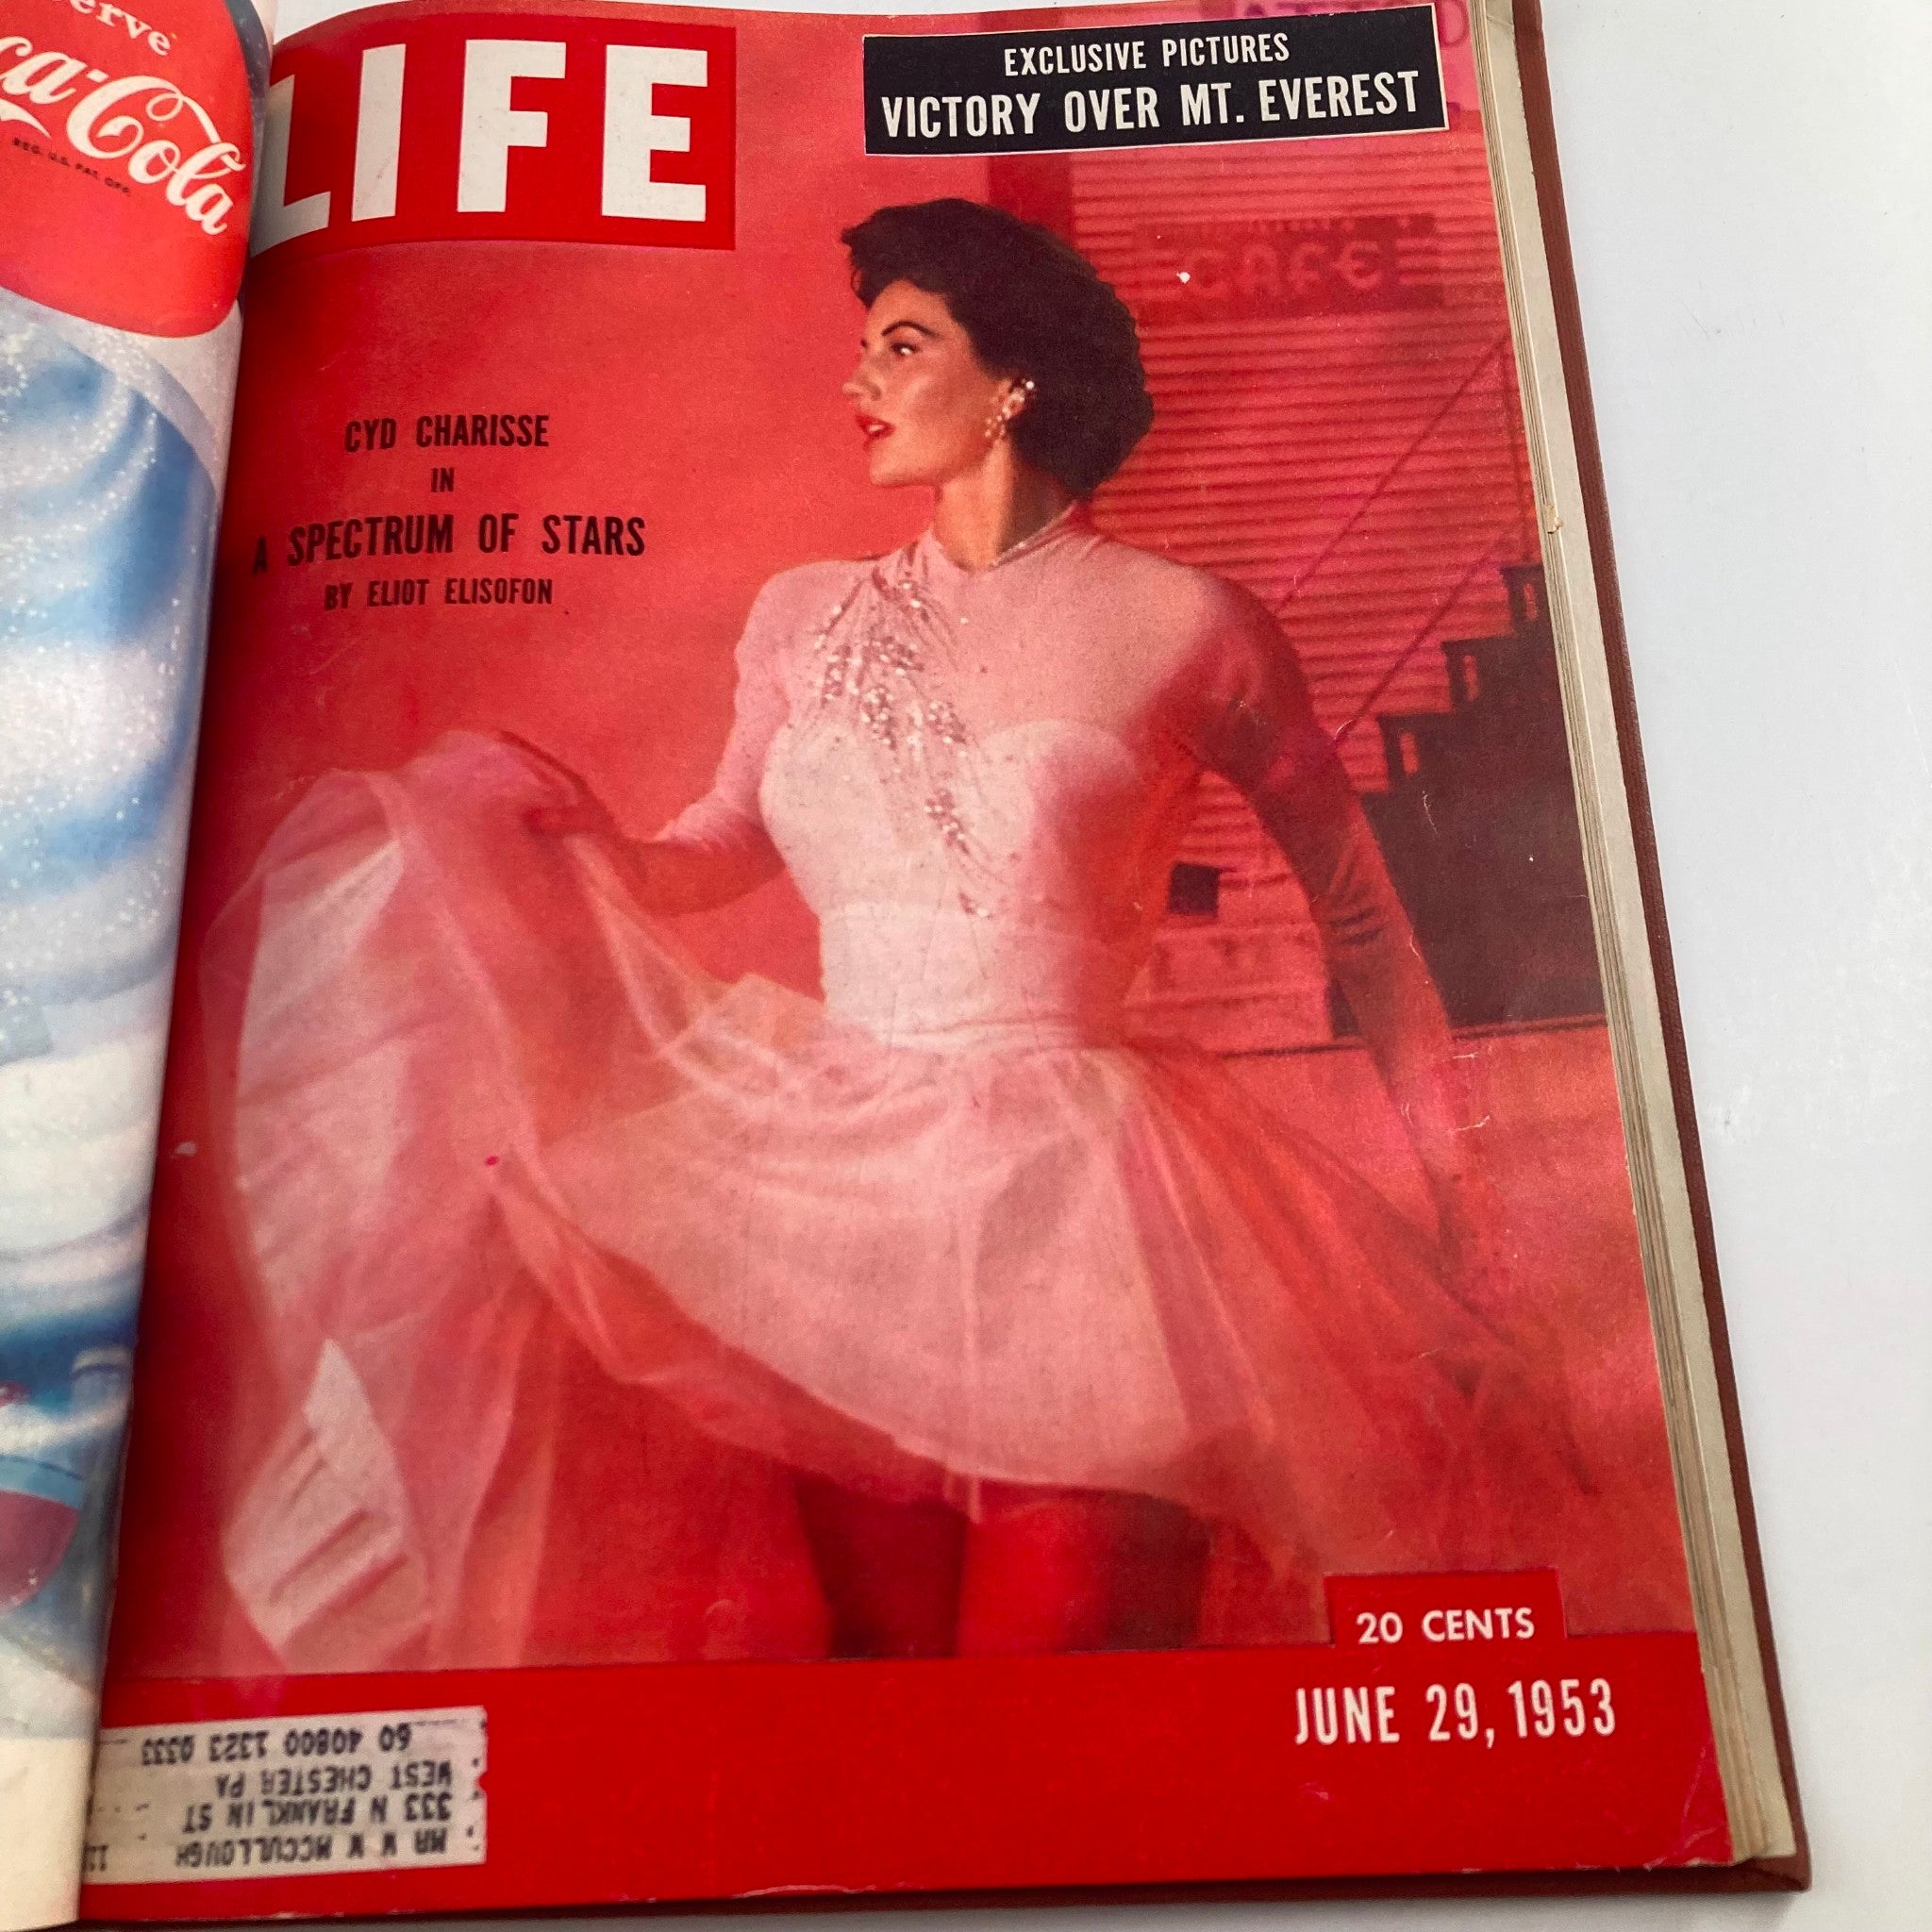 erve
ca-Cola
REG. U.S. PAT. OFF.
LIFE
EXCLUSIVE PICTURES
VICTORY OVER MT. EVEREST
CAFE
CYD CHARISSE
IN
A SPECTRUM OF STARS
BY ELIOT ELISOFON
20 CENTS
JUNE 29, 1953
MR W W MCCULLOUGH
333 N FRANKLIN ST
WEST CHESTER PA
60 40800 1323 0333